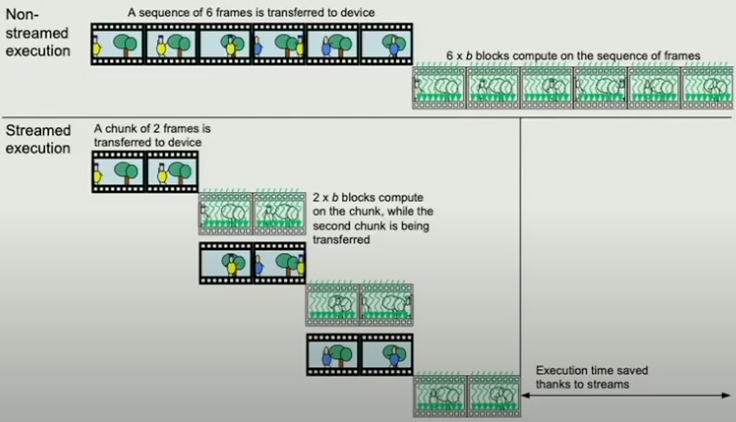 Non-
streamed
execution
A sequence of 6 frames is transferred to device
6 x b blocks compute on the sequence of frames
Streamed
execution
A chunk of 2 frames is
transferred to device
2 x b blocks compute
on the chunk, while the
second chunk is being
transferred
Execution time saved
thanks to streams